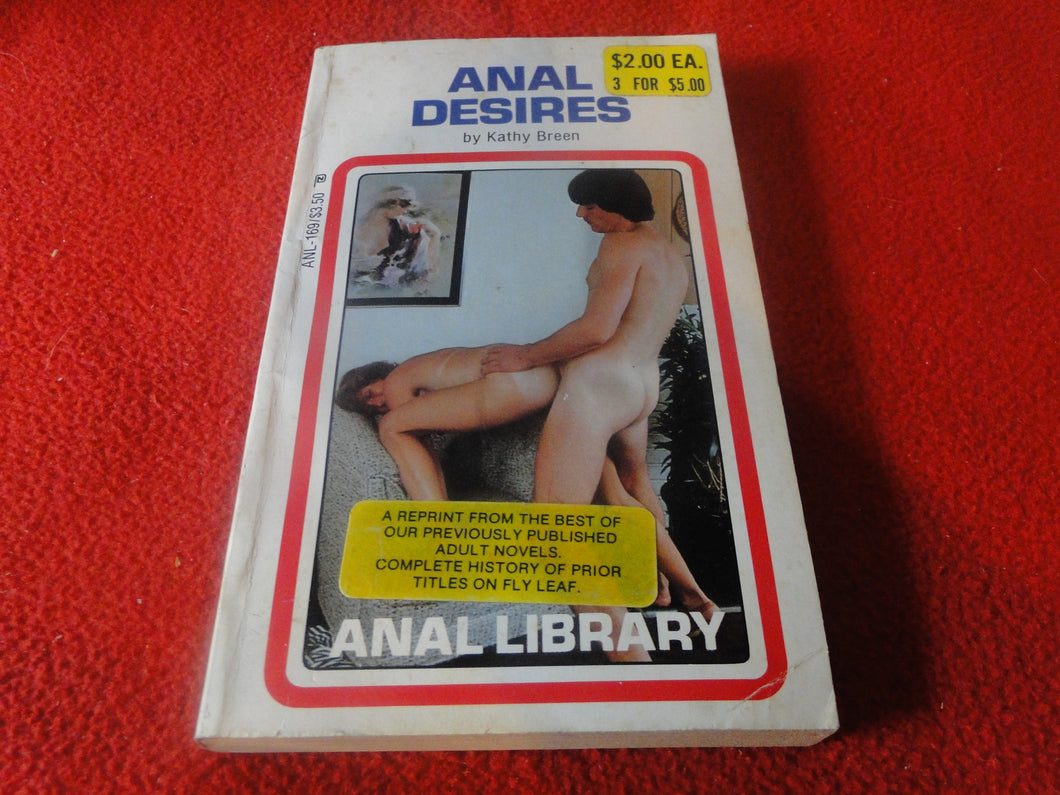 $2.00 EA.
3 FOR $5.00
ANAL
DESIRES
by Kathy Breen
ANL-169/$3.50
A REPRINT FROM THE BEST OF
OUR PREVIOUSLY PUBLISHED
ADULT NOVELS.
COMPLETE HISTORY OF PRIOR
TITLES ON FLY LEAF.
ANAL LIBRARY